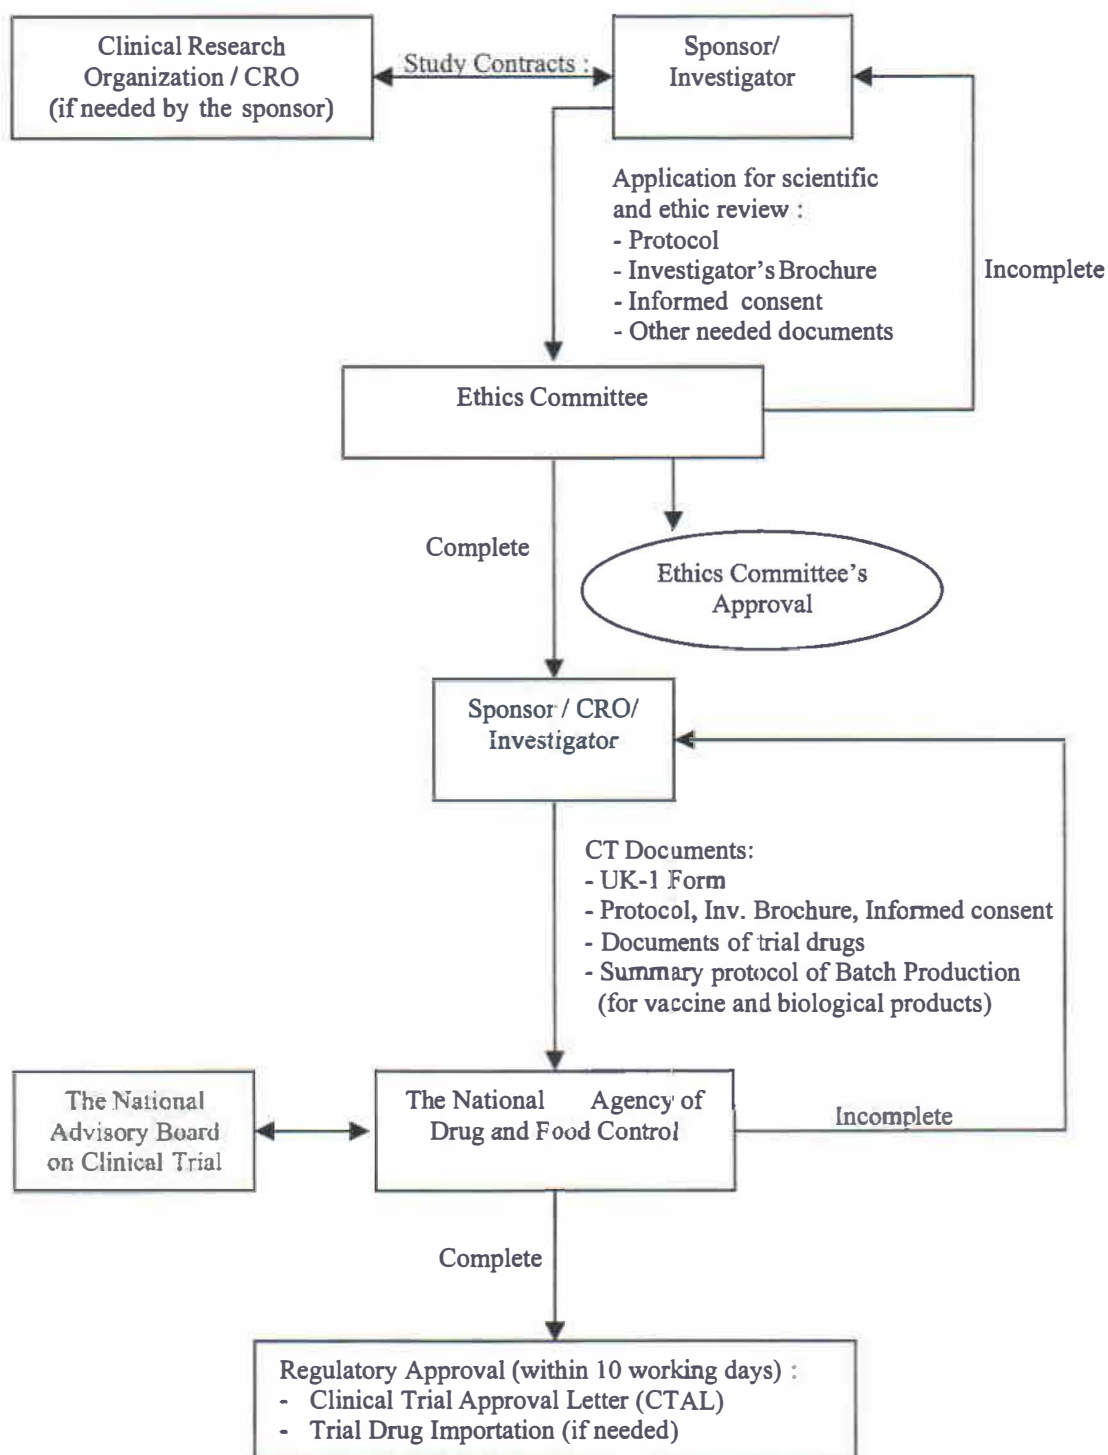 Clinical Research
Organization / CRO
(if needed by the sponsor)
Study Contracts :
Sponsor/
Investigator
Application for scientific
and ethic review :
- Protocol
- Investigator's Brochure
- Informed consent
- Other needed documents
Incomplete
Ethics Committee
Complete
Ethics Committee's
Approval
Sponsor / CRO/
Investigator
CT Documents:
- UK-1 Form
- Protocol, Inv. Brochure, Informed consent
- Documents of trial drugs
- Summary protocol of Batch Production
(for vaccine and biological products)
The National
Advisory Board
on Clinical Trial
The National Agency of
Drug and Food Control
Incomplete
Complete
Regulatory Approval (within 10 working days) :
- Clinical Trial Approval Letter (CTAL)
- Trial Drug Importation (if needed)